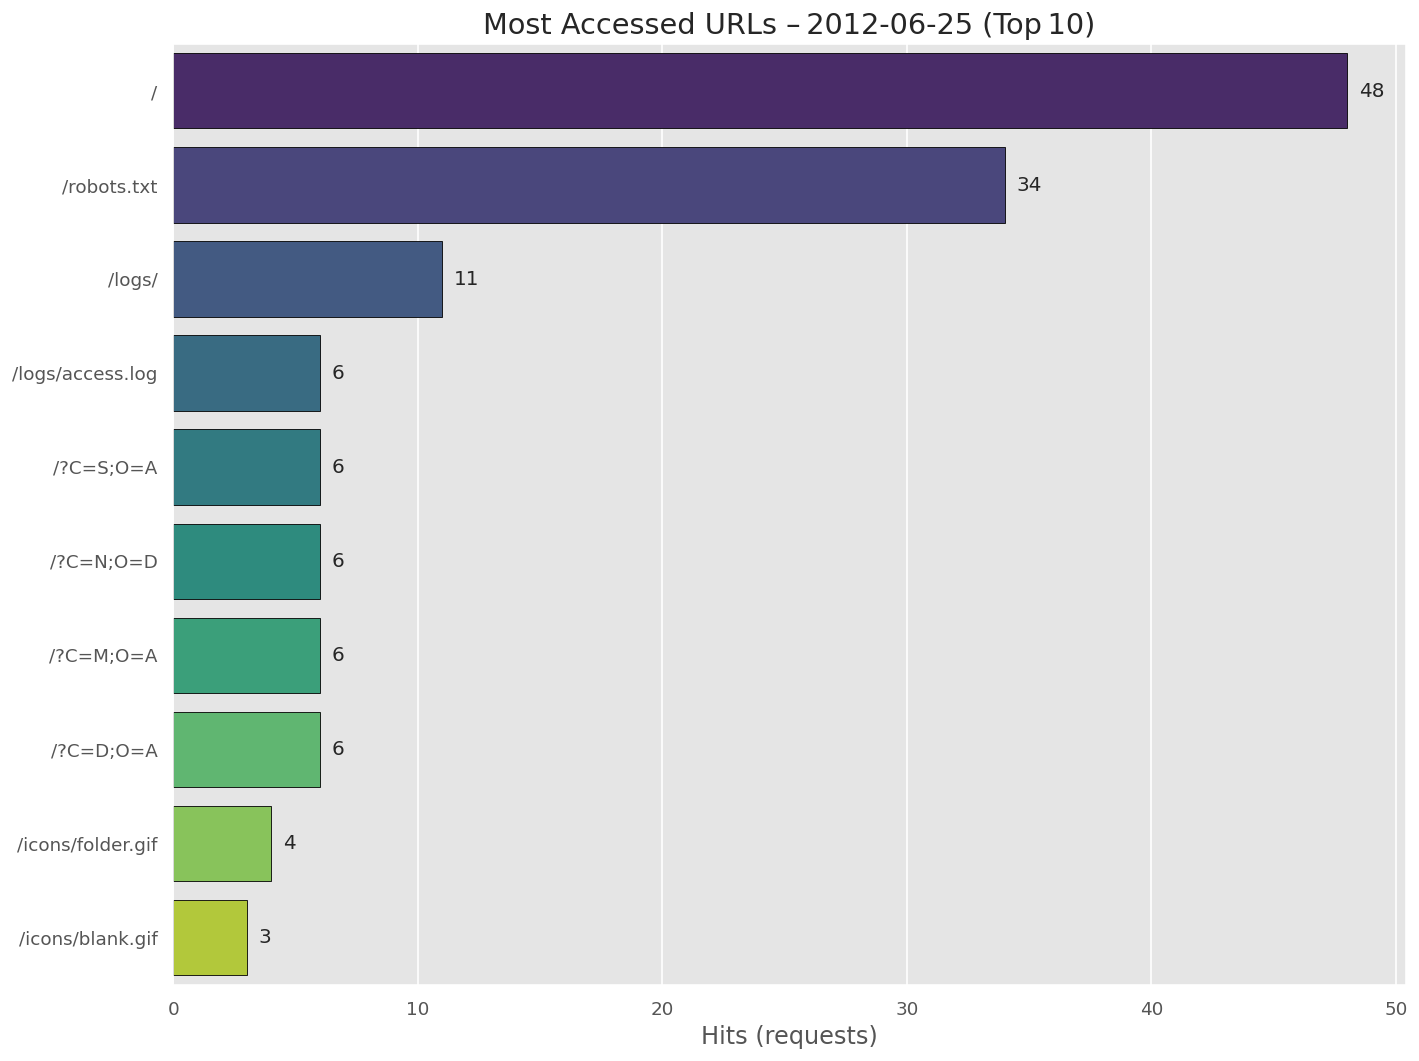 Most Accessed URLs – 2012-06-25 (Top 10)
/ 48
/robots.txt 34
/logs/ 11
/logs/access.log 6
/?C=S;O=A 6
/?C=N;O=D 6
/?C=M;O=A 6
/?C=D;O=A 6
/icons/folder.gif 4
/icons/blank.gif 3
0 10 20 30 40 50
Hits (requests)